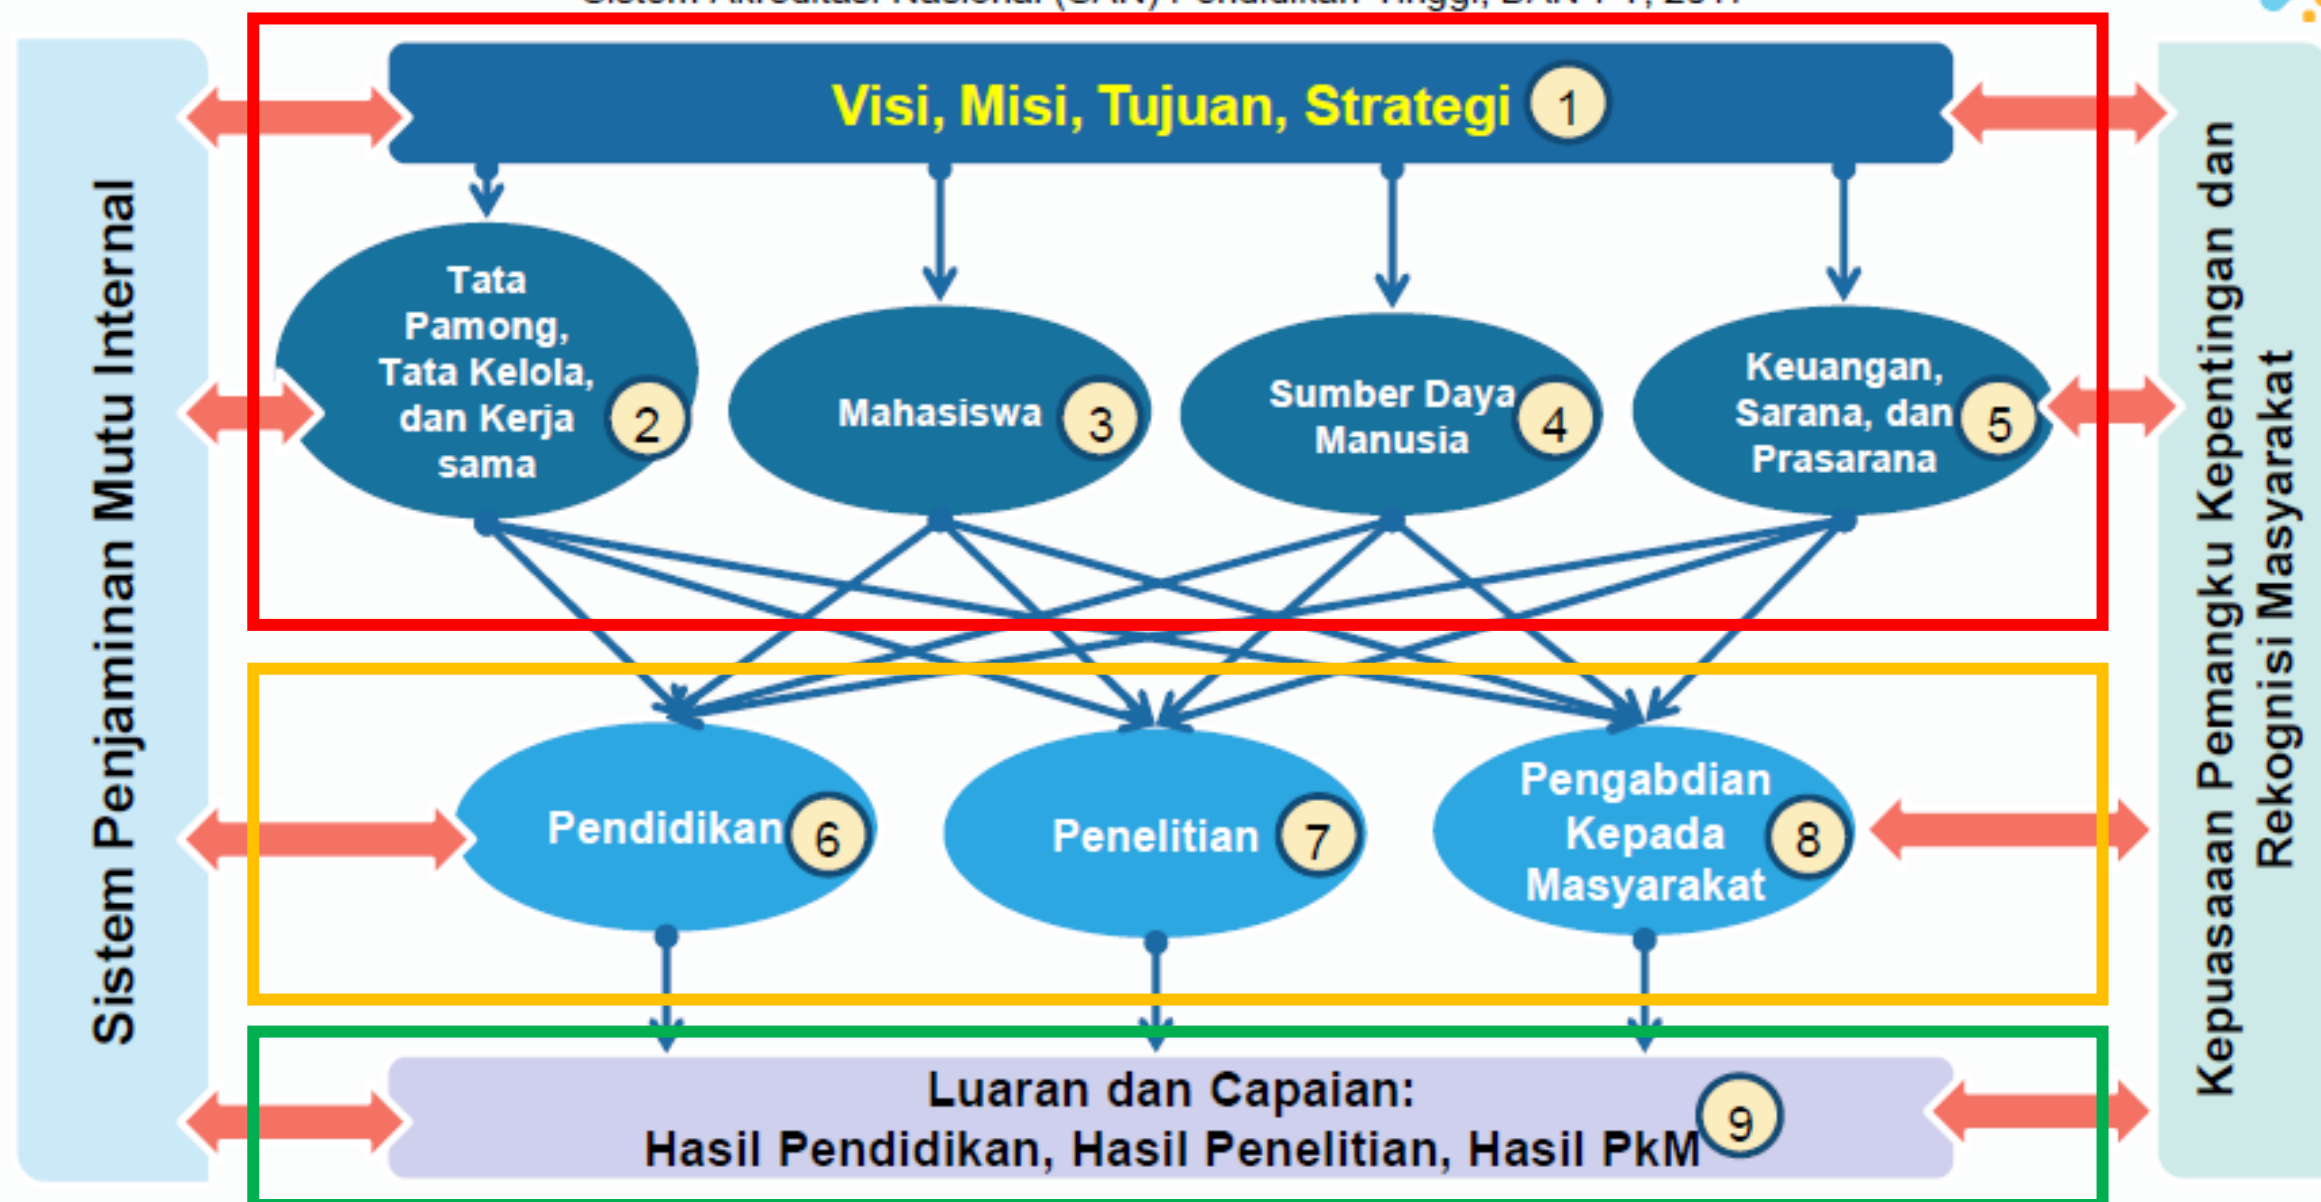 Visi, Misi, Tujuan, Strategi 1
Tata
Pamong,
Tata Kelola,
dan Kerja
sama
2
Mahasiswa 3
Sumber Daya
Manusia
4
Keuangan,
Sarana, dan
Prasarana
5
Pendidikan 6
Penelitian 7
Pengabdian
Kepada
Masyarakat
8
Luaran dan Capaian:
Hasil Pendidikan, Hasil Penelitian, Hasil PkM
9
Sistem Penjaminan Mutu Internal
Kepuasaan Pemangku Kepentingan dan
Rekognisi Masyarakat